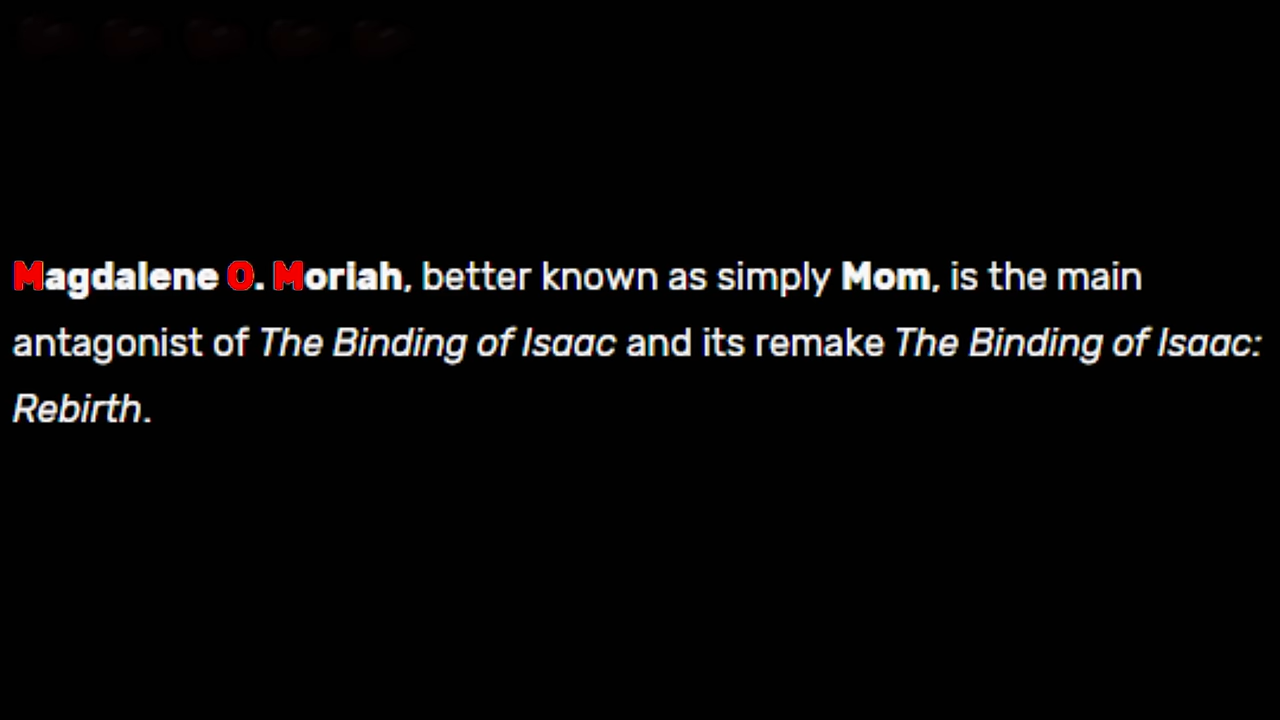 Magdalene O. Moriah, better known as simply Mom, is the main
antagonist of The Binding of Isaac and its remake The Binding of Isaac:
Rebirth.